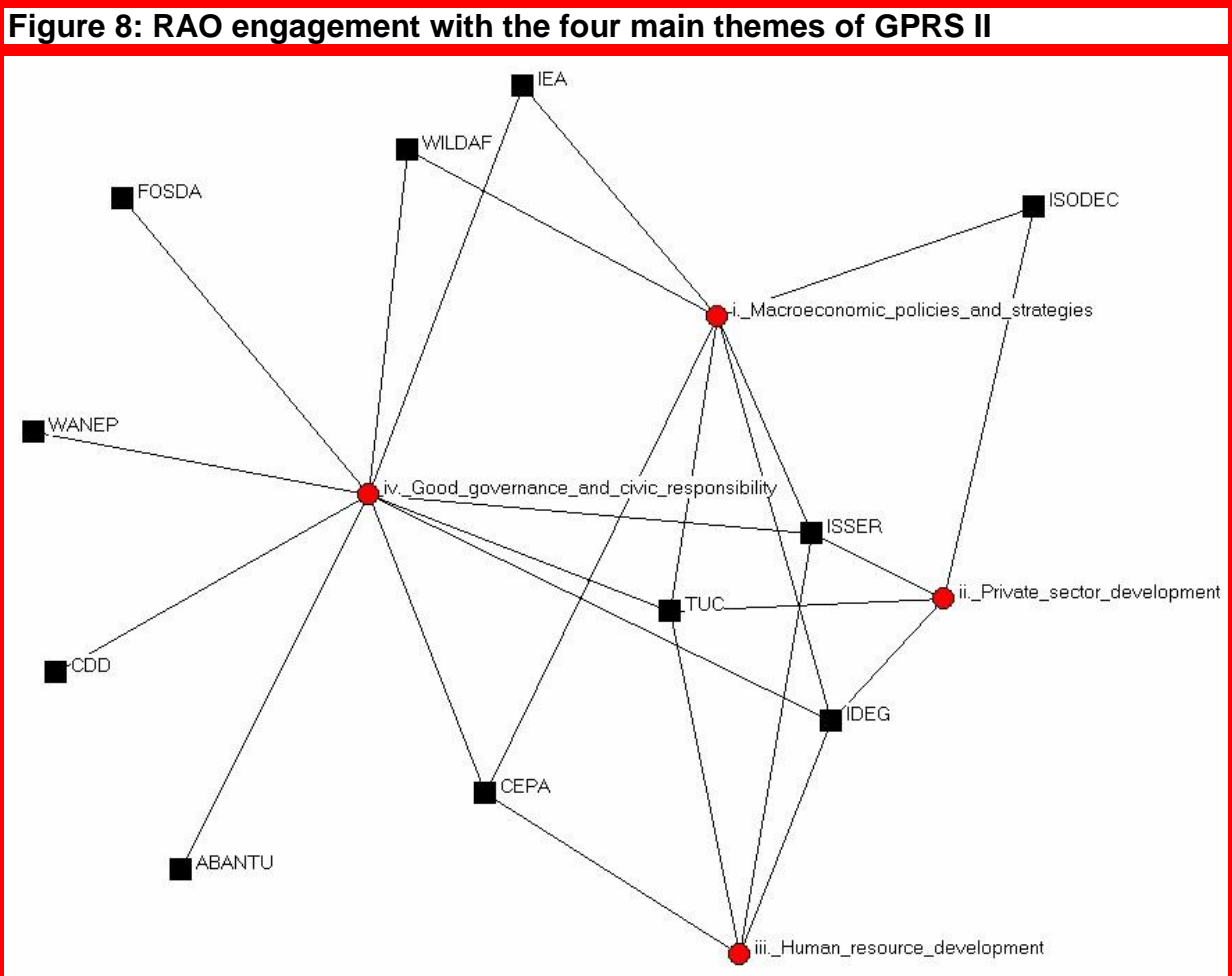 Figure 8: RAO engagement with the four main themes of GPRS II
IEA
WILDAF
FOSDA
ISODEC
i._Macroeconomic_policies_and_strategies
WANEP
iv._Good_governance_and_civic_responsibility
ISSER
ii._Private_sector_development
TUC
CDD
IDEG
CEPA
ABANTU
iii._Human_resource_development